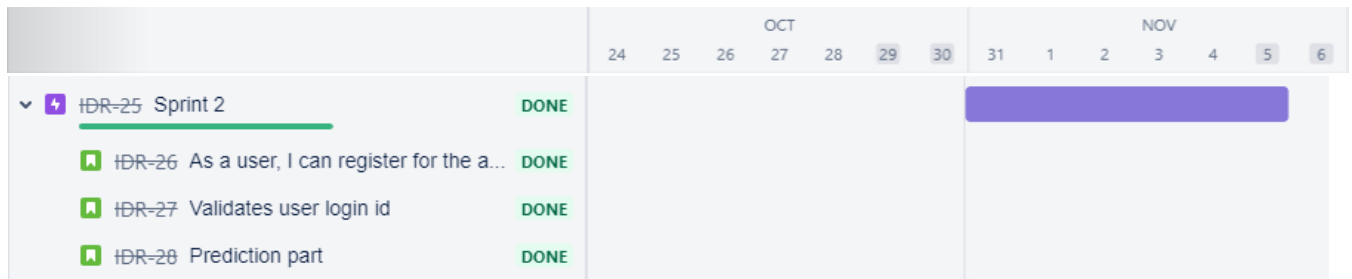 OCT NOV
24 25 26 27 28 29 30 31 1 2 3 4 5 6
IDR-25 Sprint 2 DONE
IDR-26 As a user, I can register for the a... DONE
IDR-27 Validates user login id DONE
IDR-28 Prediction part DONE